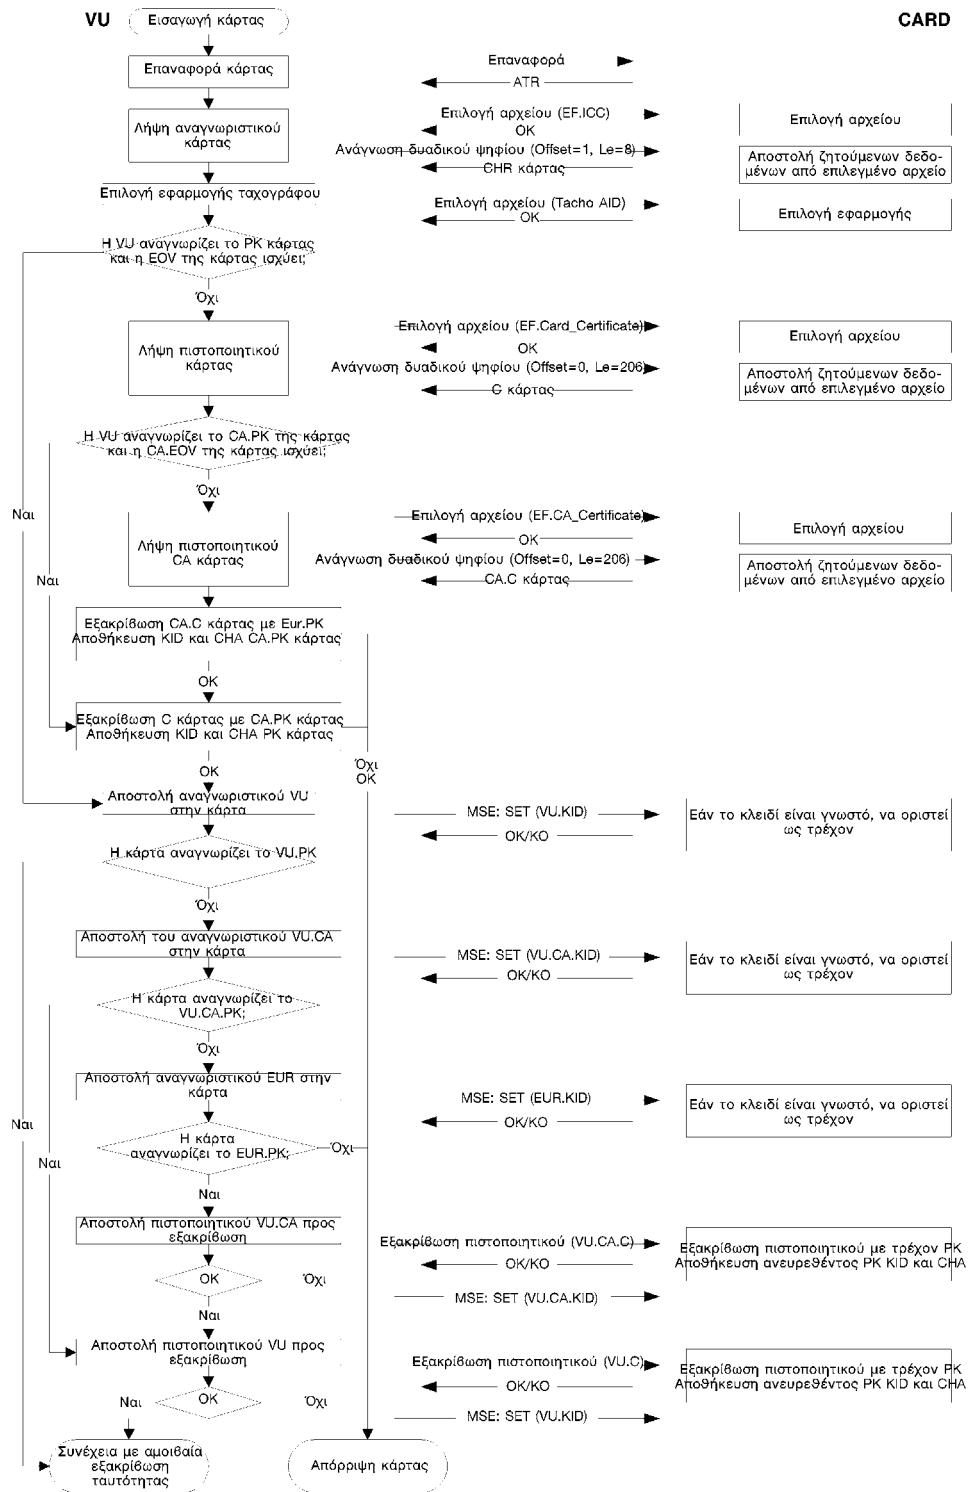 VU
Εισαγωγή κάρτας
CARD
Επαναφορά κάρτας
Επαναφορά
ATR
Λήψη αναγνωριστικού
κάρτας
Επιλογή αρχείου (EF.ICC)
OK
Επιλογή αρχείου
Ανάγνωση δυαδικού ψηφίου (Offset=1, Le=8)
CHR κάρτας
Αποστολή ζητούμενων δεδο-
μένων από επιλεγμένο αρχείο
Επιλογή εφαρμογής ταχογράφου
Επιλογή αρχείου (Tacho AID)
OK
Επιλογή εφαρμογής
Η VU αναγνωρίζει το PK κάρτας
και η EOV της κάρτας ισχύει;
Όχι
Λήψη πιστοποιητικού
κάρτας
Επιλογή αρχείου (EF.Card_Certificate)
OK
Επιλογή αρχείου
Ανάγνωση δυαδικού ψηφίου (Offset=0, Le=206)
C κάρτας
Αποστολή ζητούμενων δεδο-
μένων από επιλεγμένο αρχείο
Η VU αναγνωρίζει το CA.PK της κάρτας
και η CA.EOV της κάρτας ισχύει;
Όχι
Ναι
Λήψη πιστοποιητικού
CA κάρτας
Επιλογή αρχείου (EF.CA_Certificate)
OK
Επιλογή αρχείου
Ανάγνωση δυαδικού ψηφίου (Offset=0, Le=206)
CA.C κάρτας
Αποστολή ζητούμενων δεδο-
μένων από επιλεγμένο αρχείο
Ναι
Εξακρίβωση CA.C κάρτας με Eur.PK
Αποθήκευση KID και CHA CA.PK κάρτας
OK
Εξακρίβωση C κάρτας με CA.PK κάρτας
Αποθήκευση KID και CHA PK κάρτας
OK
Όχι
OK
Αποστολή αναγνωριστικού VU
στην κάρτα
MSE: SET (VU.KID)
OK/KO
Εάν το κλειδί είναι γνωστό, να οριστεί
ως τρέχον
Η κάρτα αναγνωρίζει το VU.PK
Όχι
Αποστολή του αναγνωριστικού VU.CA
στην κάρτα
MSE: SET (VU.CA.KID)
OK/KO
Εάν το κλειδί είναι γνωστό, να οριστεί
ως τρέχον
Η κάρτα αναγνωρίζει το
VU.CA.PK;
Όχι
Αποστολή αναγνωριστικού EUR στην
κάρτα
MSE: SET (EUR.KID)
OK/KO
Εάν το κλειδί είναι γνωστό, να οριστεί
ως τρέχον
Ναι
Η κάρτα
αναγνωρίζει το EUR.PK;
Όχι
Ναι
Ναι
Αποστολή πιστοποιητικού VU.CA προς
εξακρίβωση
Εξακρίβωση πιστοποιητικού (VU.CA.C)
OK/KO
Εξακρίβωση πιστοποιητικού με τρέχον PK
Αποθήκευση ανευρεθέντος PK KID και CHA
OK
Όχι
MSE: SET (VU.CA.KID)
Ναι
Αποστολή πιστοποιητικού VU προς
εξακρίβωση
Εξακρίβωση πιστοποιητικού (VU.C)
OK/KO
Εξακρίβωση πιστοποιητικού με τρέχον PK
Αποθήκευση ανευρεθέντος PK KID και CHA
Ναι
OK
Όχι
MSE: SET (VU.KID)
Συνέχεια με αμοιβαία
εξακρίβωση
ταυτότητας
Απόρριψη κάρτας